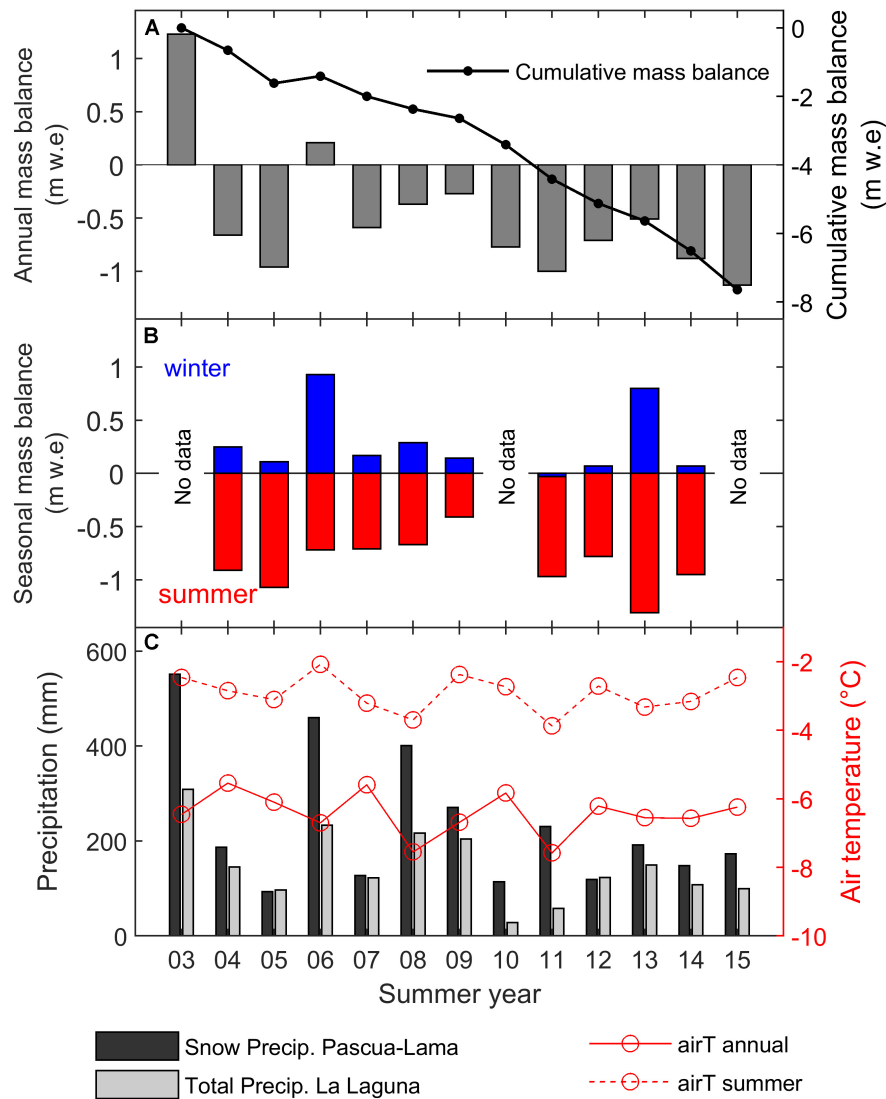 A
Annual mass balance
(m w.e)
1
0.5
0
-0.5
-1
Cumulative mass balance
0
-2
-4
-6
-8
Cumulative mass balance
(m w.e)
B
Seasonal mass balance
(m w.e)
1
0.5
0
-0.5
-1
winter
No data
No data
No data
summer
C
Precipitation (mm)
600
400
200
0
-2
-4
-6
-8
-10
Air temperature (°C)
03 04 05 06 07 08 09 10 11 12 13 14 15
Summer year
Snow Precip. Pascua-Lama
Total Precip. La Laguna
airT annual
airT summer